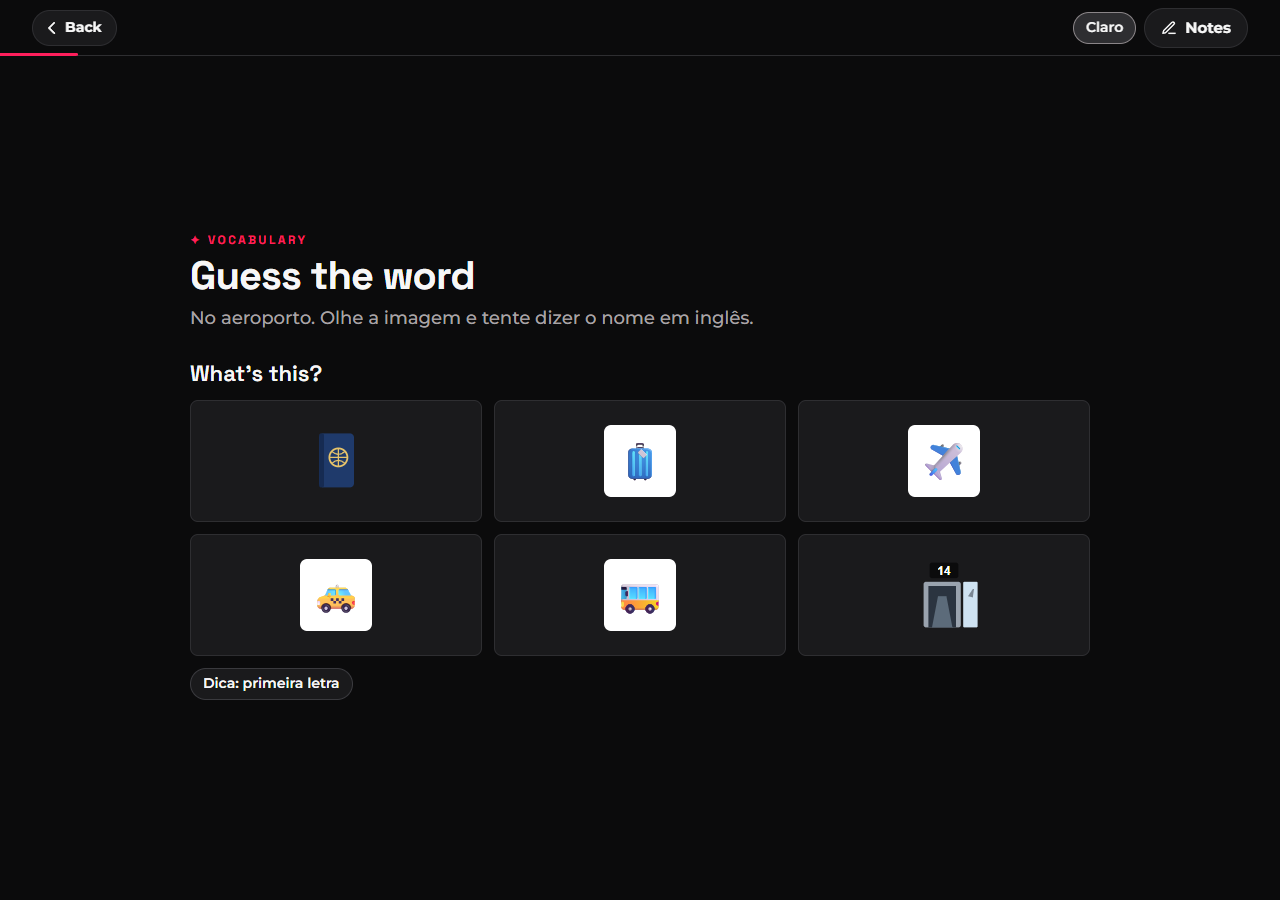 Back
Claro
Notes
VOCABULARY
Guess the word
No aeroporto. Olhe a imagem e tente dizer o nome em inglês.
What's this?
14
Dica: primeira letra